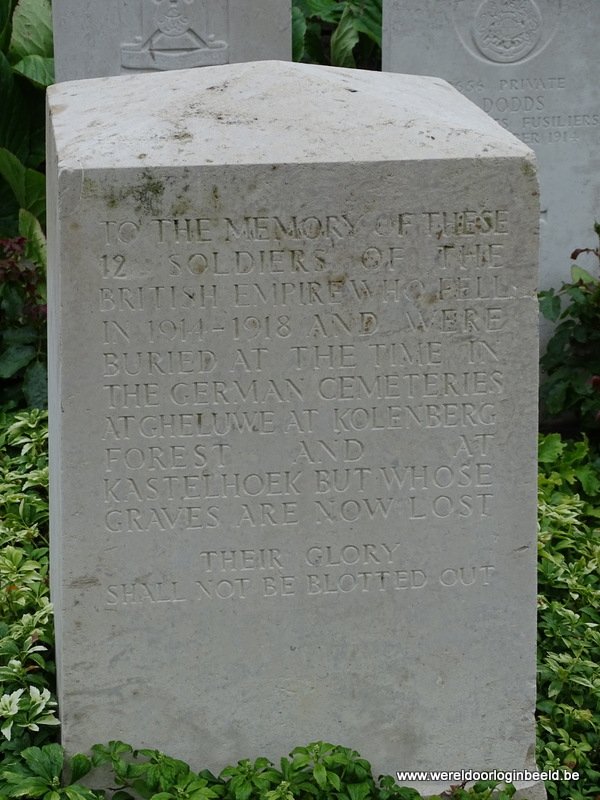 666 PRIVATE
DODDS
FUSILIERS
1914
TO THE MEMORY OF THESE
12 SOLDIERS OF THE
BRITISH EMPIRE WHO FELL
IN 1914-1918 AND WERE
BURIED AT THE TIME IN
THE GERMAN CEMETERIES
AT GHELUWE AT KOLENBERG
FOREST AND AT
KASTELHOEK BUT WHOSE
GRAVES ARE NOW LOST
THEIR GLORY
SHALL NOT BE BLOTTED OUT
www.wereldoorloginbeeld.be